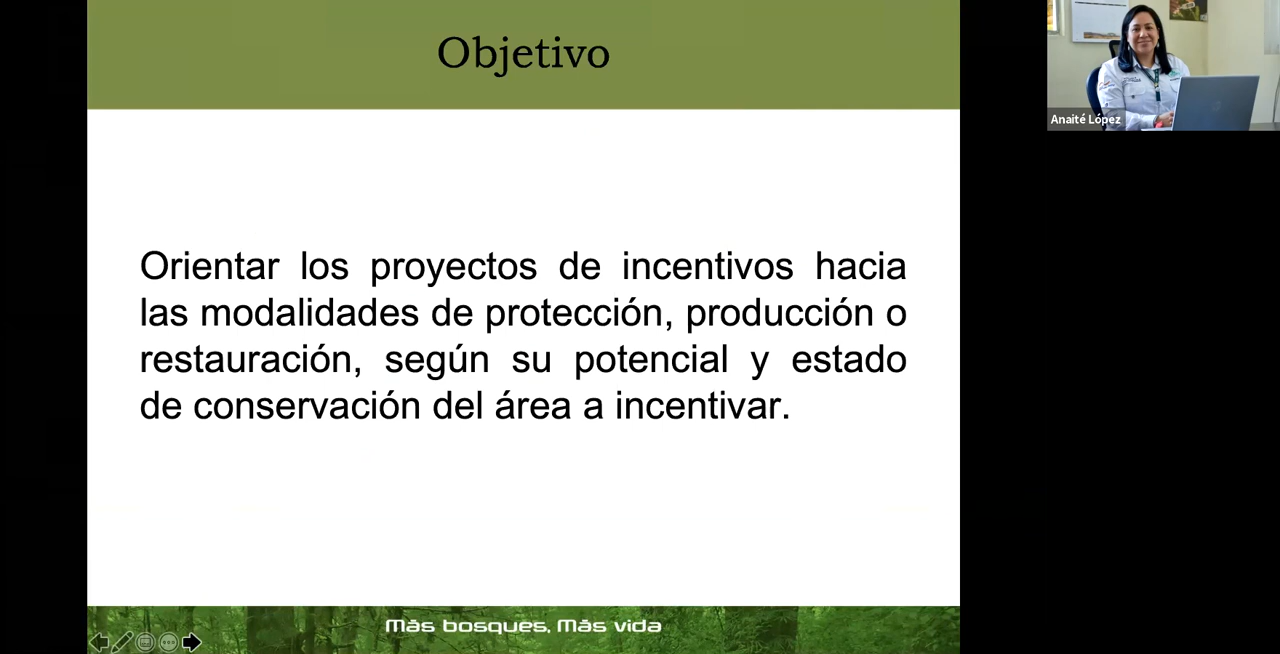 Objetivo
Orientar los proyectos de incentivos hacia
las modalidades de protección, producción o
restauración, según su potencial y estado
de conservación del área a incentivar.
Más bosques, Más vida
Anaité López